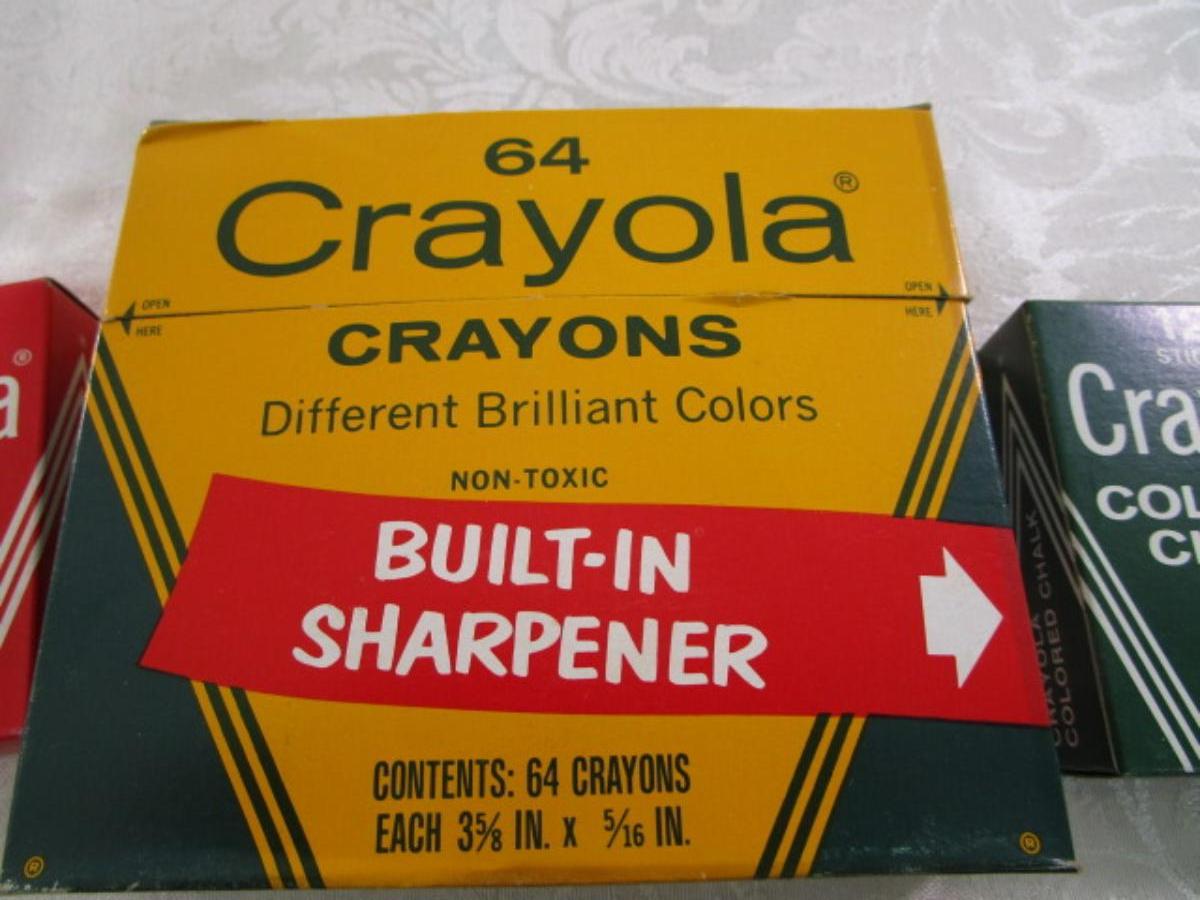 64
Crayola®
OPEN
HERE
OPEN
HERE
CRAYONS
Different Brilliant Colors
NON-TOXIC
BUILT-IN
SHARPENER
CONTENTS: 64 CRAYONS
EACH 3⅝ IN. x 5/16 IN.
®
®
®
a
Cra
COL
CRAYOLA
COLORED CHALK